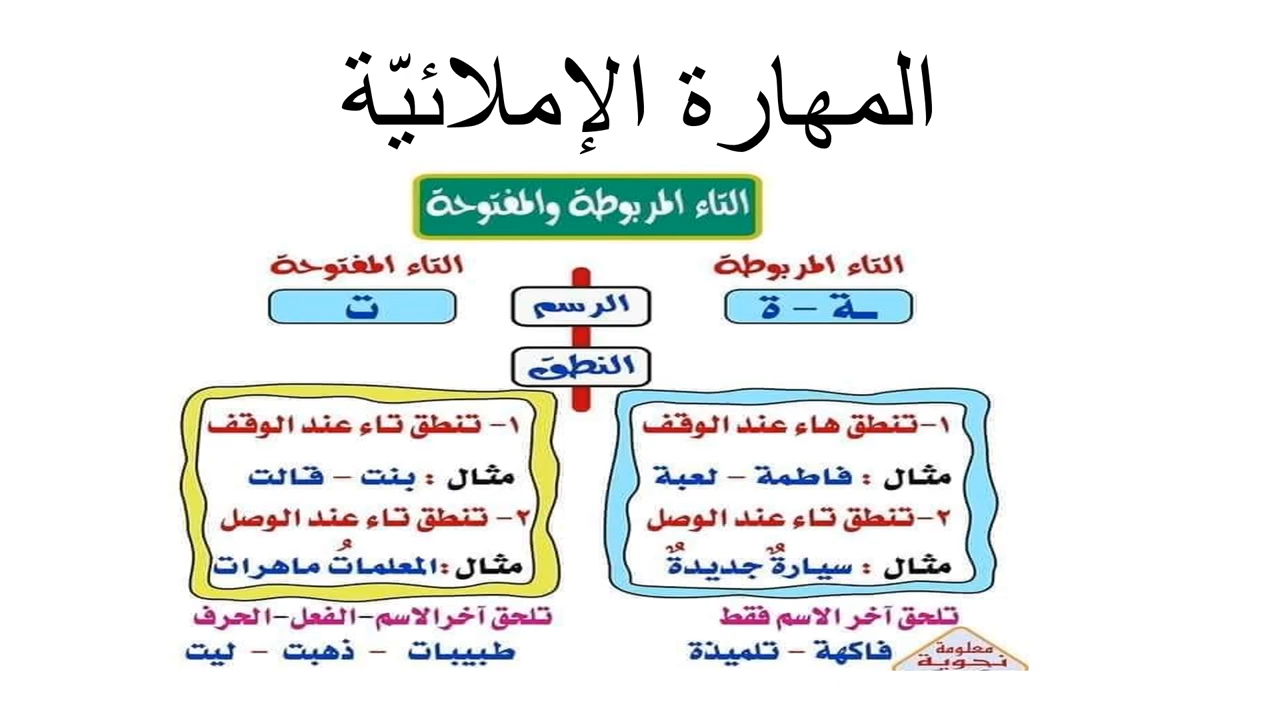 المهارة الإملائيّة
التاء المربوطة والمفتوحة
التاء المربوطة
ـة - ة
الرسم
التاء المفتوحة
ت
النطق
١- تنطق هاء عند الوقف
مثال : فاطمة - لعبة
٢- تنطق تاء عند الوصل
مثال : سيارةٌ جديدةٌ
تلحق آخر الاسم فقط
فاكهة - تلميذة
١- تنطق تاء عند الوقف
مثال : بنت - قالت
٢- تنطق تاء عند الوصل
مثال : المعلماتُ ماهرات
تلحق آخر الاسم-الفعل-الحرف
طبيبات - ذهبت - ليت
معلومة
نحوية